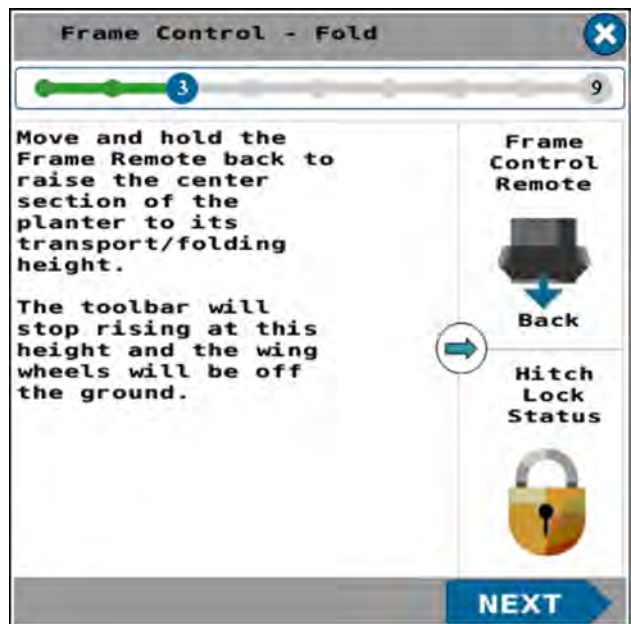 Frame Control - Fold
3
9
Move and hold the
Frame Remote back to
raise the center
section of the
planter to its
transport/folding
height.
The toolbar will
stop rising at this
height and the wing
wheels will be off
the ground.
Frame
Control
Remote
Back
Hitch
Lock
Status
NEXT